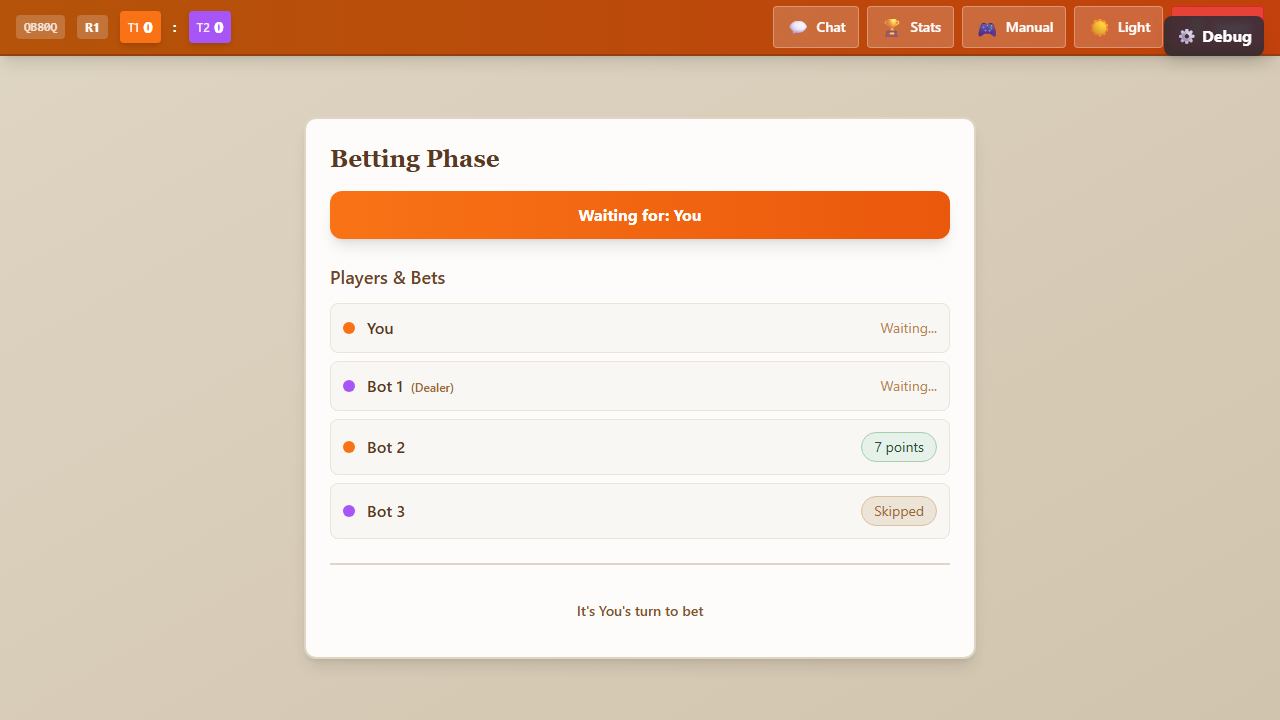 QB80Q R1 T1 0 : T2 0 Chat Stats Manual Light Debug
Betting Phase
Waiting for: You
Players & Bets
You Waiting...
Bot 1 (Dealer) Waiting...
Bot 2 7 points
Bot 3 Skipped
It's You's turn to bet